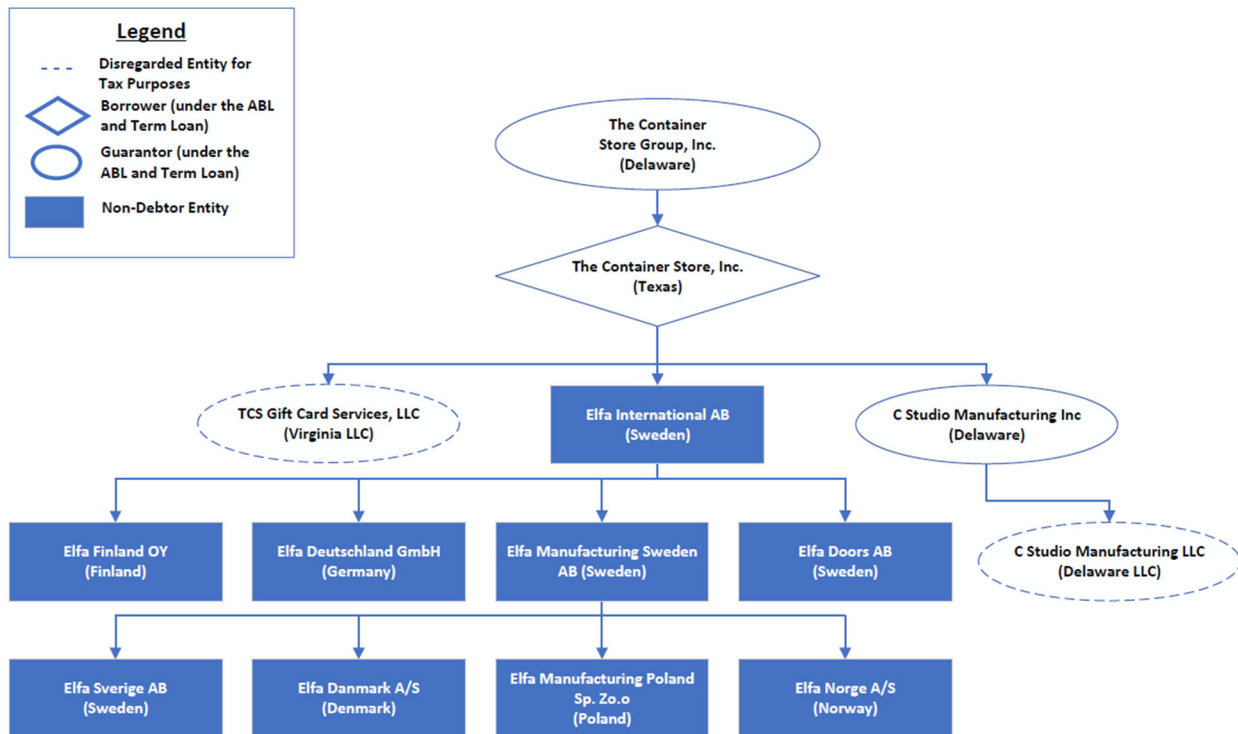 Legend
Disregarded Entity for
Tax Purposes
Borrower (under the ABL
and Term Loan)
Guarantor (under the
ABL and Term Loan)
Non-Debtor Entity
The Container
Store Group, Inc.
(Delaware)
The Container Store, Inc.
(Texas)
TCS Gift Card Services, LLC
(Virginia LLC)
Elfa International AB
(Sweden)
C Studio Manufacturing Inc
(Delaware)
Elfa Finland OY
(Finland)
Elfa Deutschland GmbH
(Germany)
Elfa Manufacturing Sweden
AB (Sweden)
Elfa Doors AB
(Sweden)
C Studio Manufacturing LLC
(Delaware LLC)
Elfa Sverige AB
(Sweden)
Elfa Danmark A/S
(Denmark)
Elfa Manufacturing Poland
Sp. Zo.o
(Poland)
Elfa Norge A/S
(Norway)